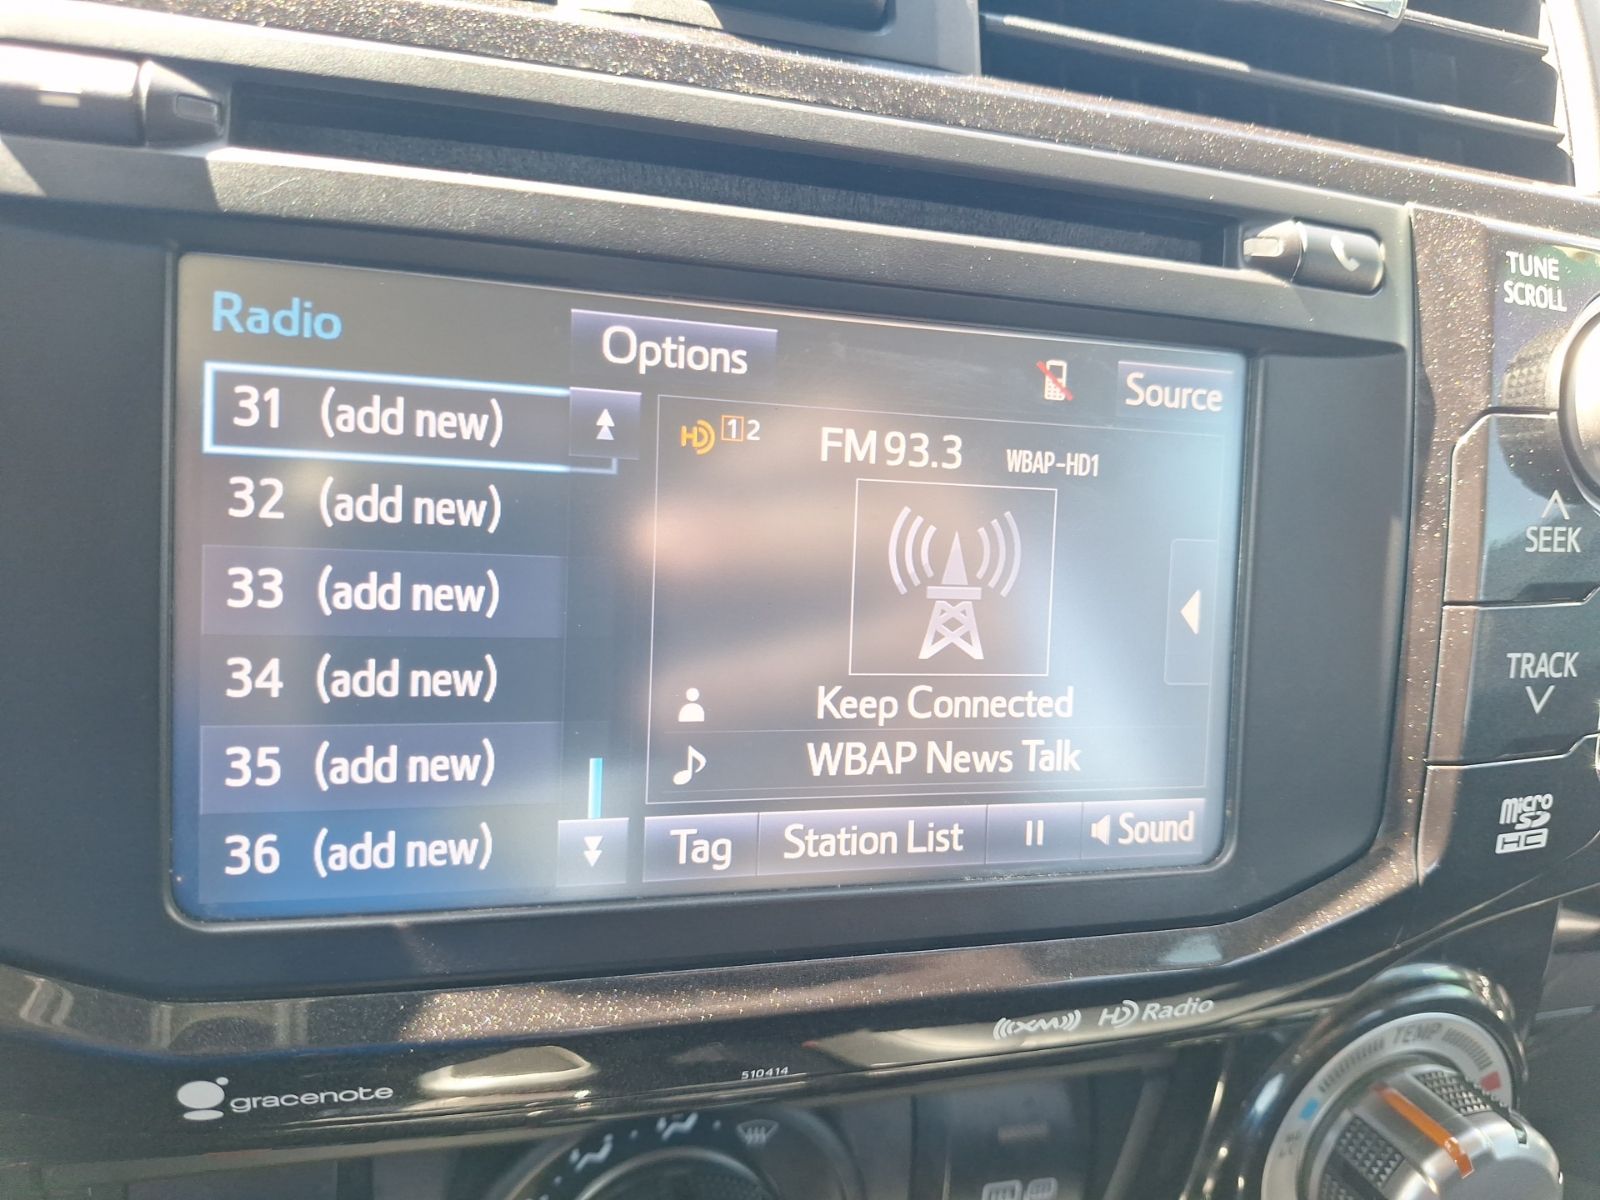 Radio
Options
Source
31 (add new)
32 (add new)
33 (add new)
34 (add new)
35 (add new)
36 (add new)
HD 1 2
FM 93.3 WBAP-HD1
Keep Connected
WBAP News Talk
Tag
Station List
Sound
TUNE
SCROLL
SEEK
TRACK
micro
SD
HC
((XM)) HD Radio
gracenote
510414
TEMP